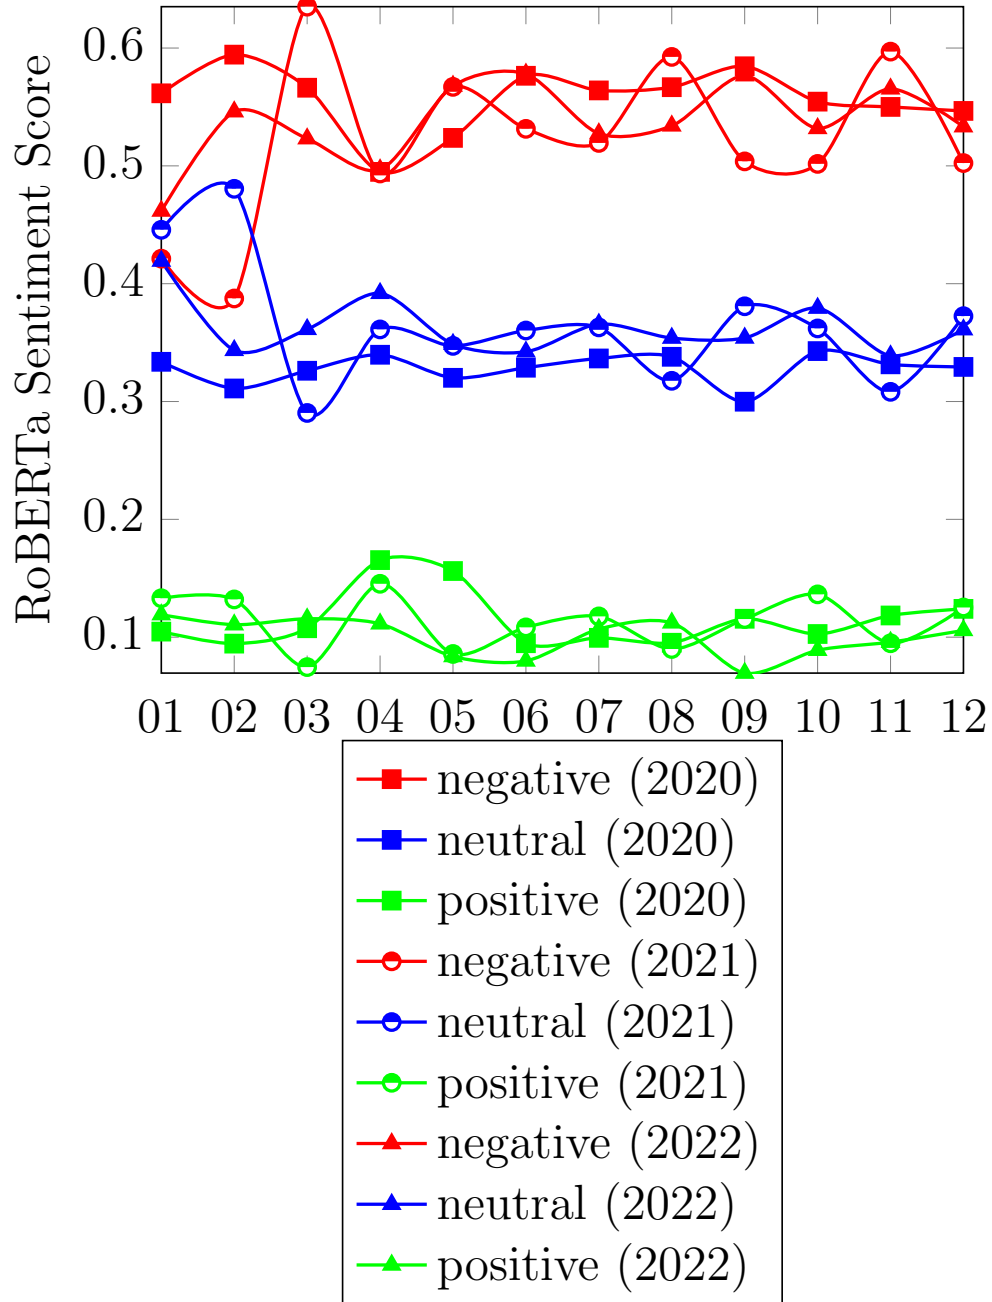 RoBERTa Sentiment Score
0.6
0.5
0.4
0.3
0.2
0.1
01 02 03 04 05 06 07 08 09 10 11 12
negative (2020)
neutral (2020)
positive (2020)
negative (2021)
neutral (2021)
positive (2021)
negative (2022)
neutral (2022)
positive (2022)